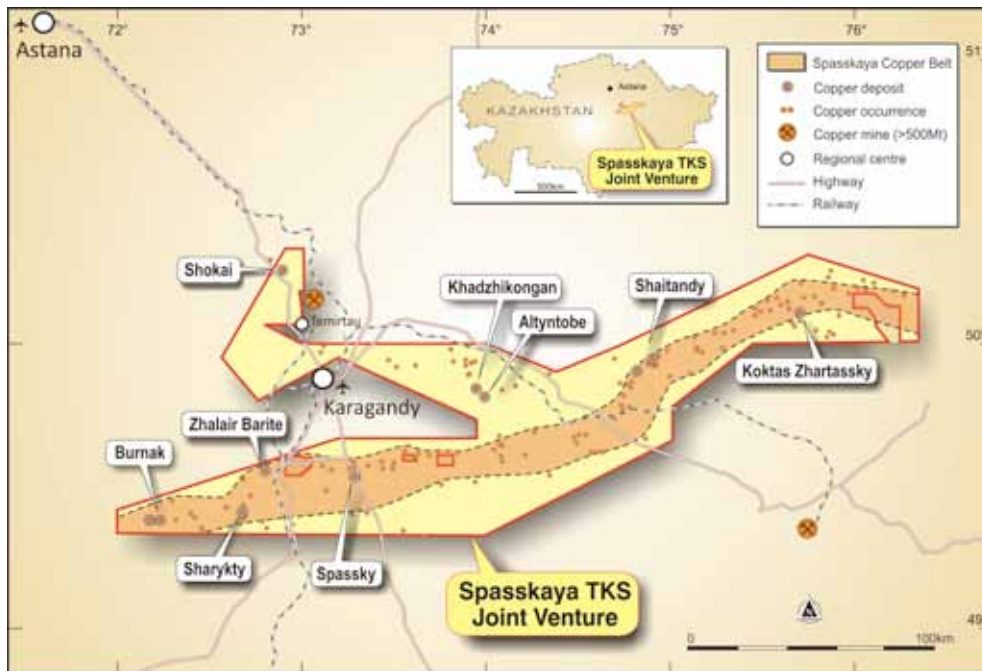 72°
73°
74°
75°
76°
Astana
51°
Spasskaya Copper Belt
Copper deposit
Copper occurrence
Copper mine (>500Mt)
Regional centre
Highway
Railway
Astana
KAZAKHSTAN
Spasskaya TKS
Joint Venture
500km
Shokai
Temirtay
Khadzhikongan
Altyntobe
Shaitandy
50°
Koktas Zhartassky
Karagandy
Zhalair Barite
Burnak
Sharykty
Spassky
Spasskaya TKS
Joint Venture
N
0
100km
49°